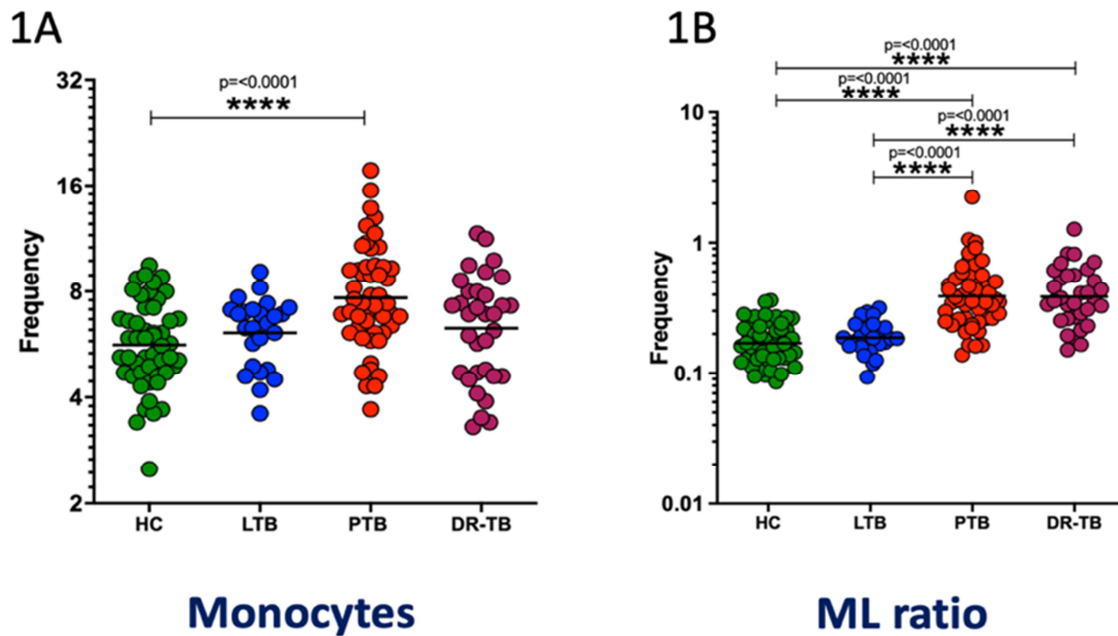 1A
p=<0.0001
****
32
16
8
4
2
Frequency
HC
LTB
PTB
DR-TB
Monocytes
1B
p=<0.0001
****
p=<0.0001
****
p=<0.0001
****
p=<0.0001
****
10
1
0.1
0.01
Frequency
HC
LTB
PTB
DR-TB
ML ratio